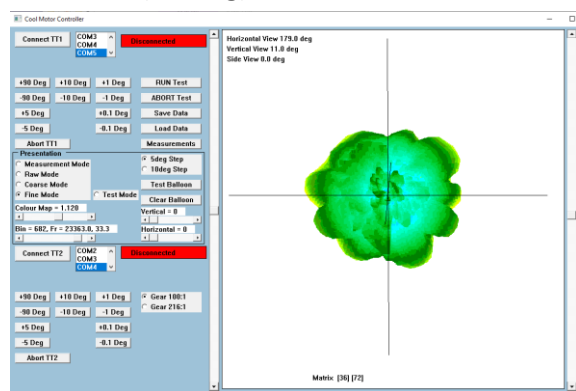 Cool Motor Controller
Connect TT1
COM3
COM4
COM5
Disconnected
+90 Deg +10 Deg +1 Deg RUN Test
-90 Deg -10 Deg -1 Deg ABORT Test
+5 Deg +0.1 Deg Save Data
-5 Deg -0.1 Deg Load Data
Abort TT1 Measurements
Presentation
Measurement Mode
Raw Mode
Coarse Mode
Fine Mode
Test Mode
5deg Step
10deg Step
Test Balloon
Clear Balloon
Colour Map = 1.120
Vertical = 0
Bin = 682, Fr = 23363.0, 33.3
Horizontal = 0
Connect TT2
COM2
COM3
COM4
Disconnected
+90 Deg +10 Deg +1 Deg Gear 180:1
-90 Deg -10 Deg -1 Deg Gear 216:1
+5 Deg +0.1 Deg
-5 Deg -0.1 Deg
Abort TT2
Horizontal View 179.0 deg
Vertical View 11.0 deg
Side View 0.0 deg
Matrix [36] [72]